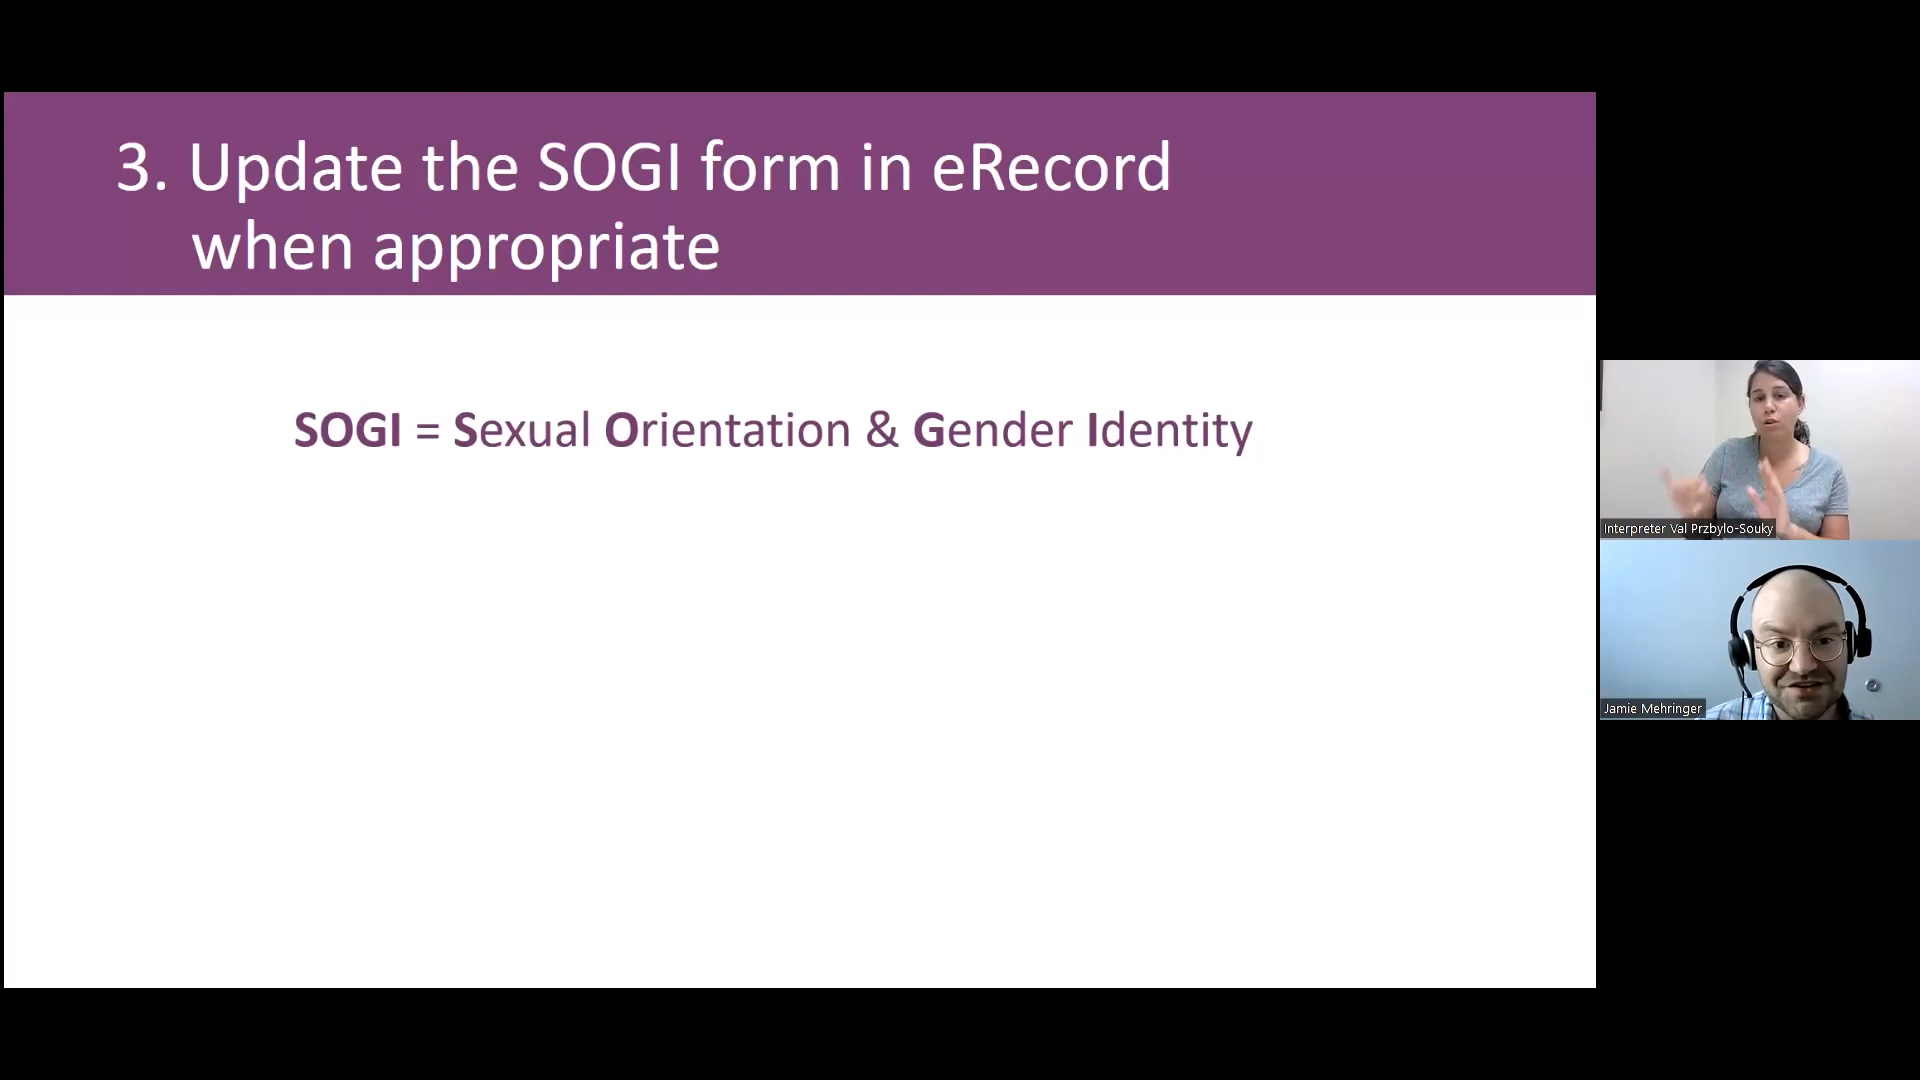 3. Update the SOGI form in eRecord
when appropriate
SOGI = Sexual Orientation & Gender Identity
Interpreter Val Przbylo-Souky
Jamie Mehringer